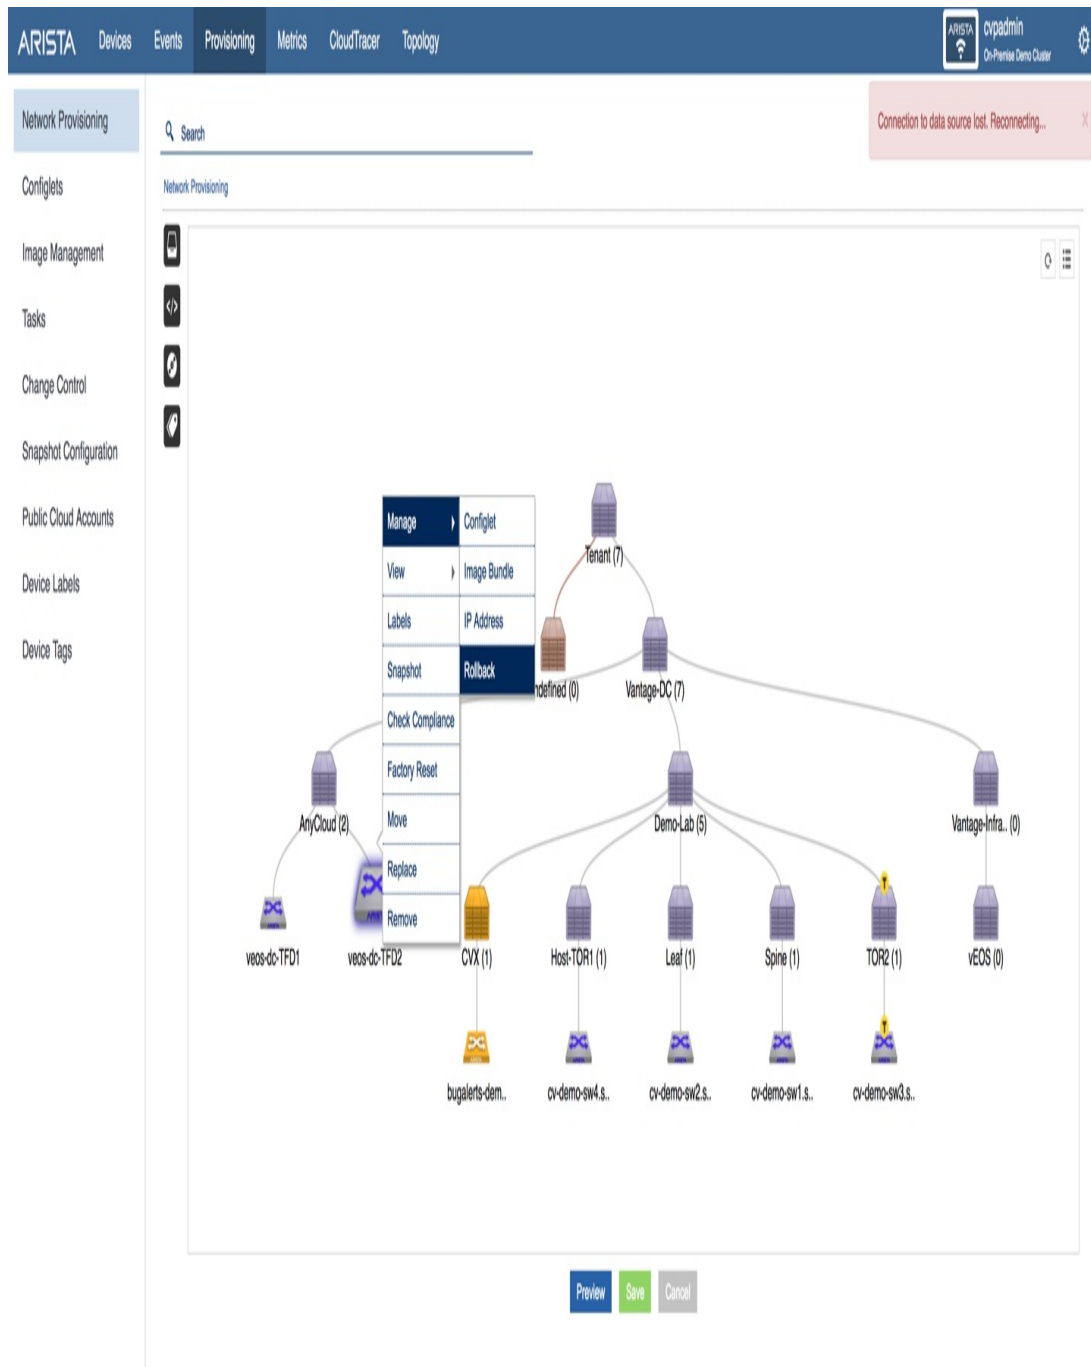 ARISTA Devices Events Provisioning Metrics CloudTracer Topology
ARISTA cvpadmin
On-Premise Demo Cluster
Connection to data source lost. Reconnecting... X
Network Provisioning
Configlets
Image Management
Tasks
Change Control
Snapshot Configuration
Public Cloud Accounts
Device Labels
Device Tags
Search
Network Provisioning
</>
Manage
View
Labels
Snapshot
Check Compliance
Factory Reset
Move
Replace
Remove
Configlet
Image Bundle
IP Address
Rollback
Tenant (7)
ndefined (0)
Vantage-DC (7)
AnyCloud (2)
Demo-Lab (5)
Vantage-Infra.. (0)
T
veos-dc-TFD1
veos-dc-TFD2
CVX (1)
Host-TOR1 (1)
Leaf (1)
Spine (1)
TOR2 (1)
vEOS (0)
T
bugalerts-dem..
cv-demo-sw4.s..
cv-demo-sw2.s..
cv-demo-sw1.s..
cv-demo-sw3.s..
Preview Save Cancel